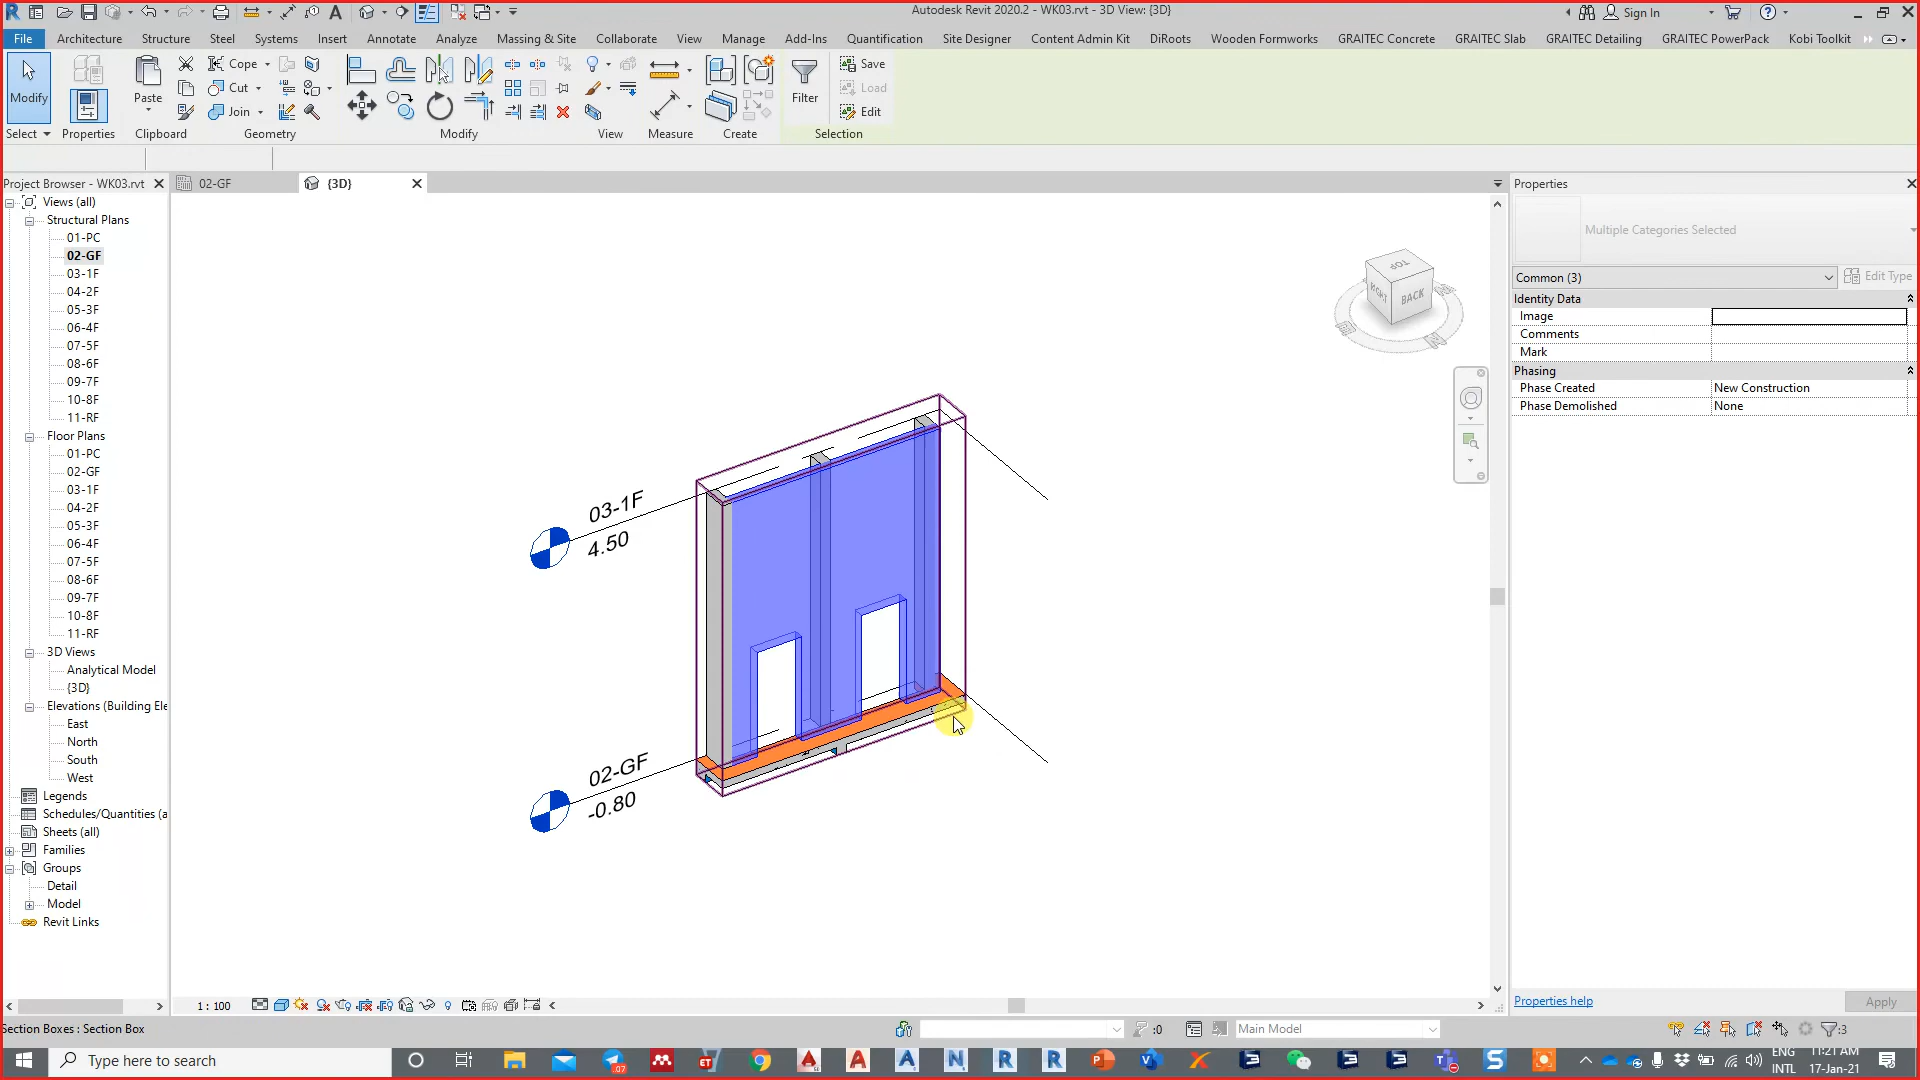 Autodesk Revit 2020.2 - WK03.rvt - 3D View: {3D}
Sign In
File Architecture Structure Steel Systems Insert Annotate Analyze Massing & Site Collaborate View Manage Add-Ins Quantification Site Designer Content Admin Kit DiRoots Wooden Formworks GRAITEC Concrete GRAITEC Slab GRAITEC Detailing GRAITEC PowerPack Kobi Toolkit
Modify
Paste
Cope
Cut
Join
Filter
Save
Load
Edit
Select Properties Clipboard Geometry Modify View Measure Create Selection
Project Browser - WK03.rvt
02-GF
{3D}
Properties
Views (all)
Structural Plans
01-PC
02-GF
03-1F
04-2F
05-3F
06-4F
07-5F
08-6F
09-7F
10-8F
11-RF
Floor Plans
01-PC
02-GF
03-1F
04-2F
05-3F
06-4F
07-5F
08-6F
09-7F
10-8F
11-RF
3D Views
Analytical Model
{3D}
Elevations (Building Ele
East
North
South
West
Legends
Schedules/Quantities (a
Sheets (all)
Families
Groups
Detail
Model
Revit Links
03-1F
4.50
02-GF
-0.80
TOP
RIGHT
BACK
Multiple Categories Selected
Common (3)
Edit Type
Identity Data
Image
Comments
Mark
Phasing
Phase Created New Construction
Phase Demolished None
Properties help
Apply
1 : 100
Section Boxes : Section Box
:0
Main Model
:3
Type here to search
ENG
INTL
11:21 AM
17-Jan-21